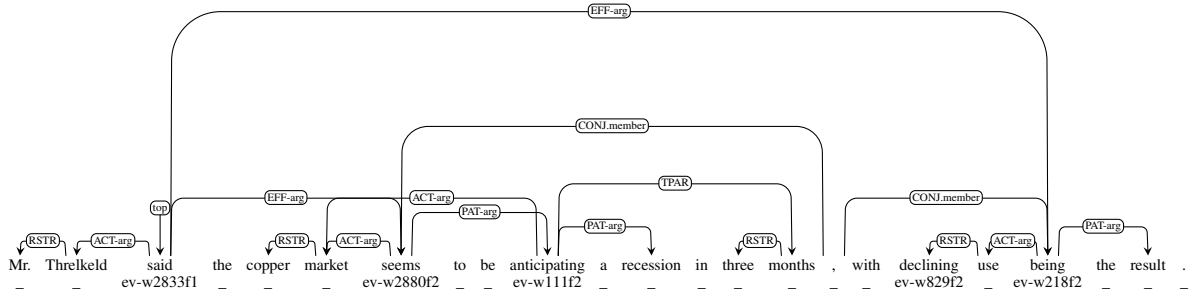 EFF-arg
CONJ.member
TPAR
EFF-arg ACT-arg CONJ.member
top PAT-arg
PAT-arg PAT-arg
RSTR ACT-arg RSTR ACT-arg RSTR RSTR ACT-arg
Mr. Threlkeld said the copper market seems to be anticipating a recession in three months , with declining use being the result .
_ _ ev-w2833f1 _ _ _ ev-w2880f2 _ _ ev-w111f2 _ _ _ _ _ _ _ ev-w829f2 _ ev-w218f2 _ _ _